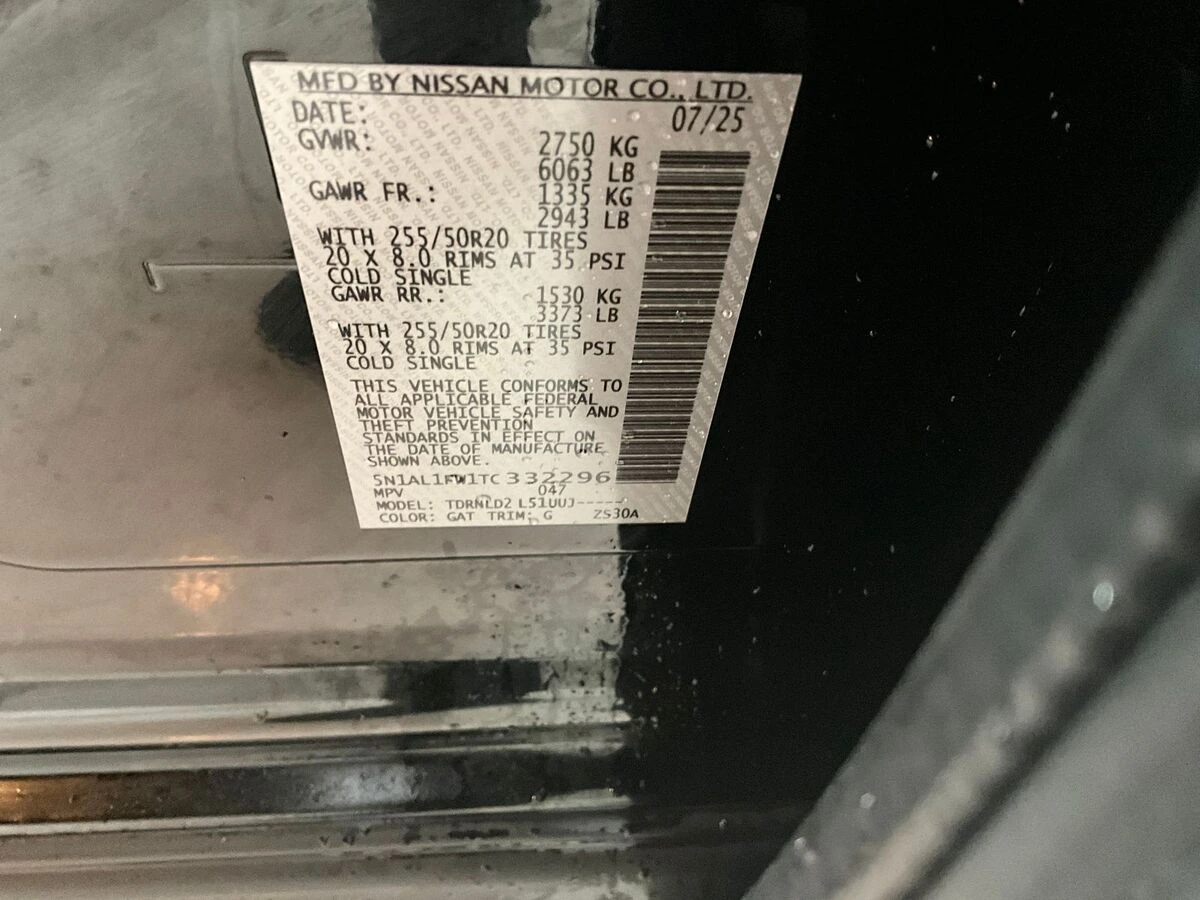 MFD BY NISSAN MOTOR CO., LTD.
DATE: 07/25
GVWR: 2750 KG
6063 LB
GAWR FR.: 1335 KG
2943 LB
WITH 255/50R20 TIRES
20 X 8.0 RIMS AT 35 PSI
COLD SINGLE
GAWR RR.: 1530 KG
3373 LB
WITH 255/50R20 TIRES
20 X 8.0 RIMS AT 35 PSI
COLD SINGLE
THIS VEHICLE CONFORMS TO
ALL APPLICABLE FEDERAL
MOTOR VEHICLE SAFETY AND
THEFT PREVENTION
STANDARDS IN EFFECT ON
THE DATE OF MANUFACTURE
SHOWN ABOVE.
5N1AL1FW1TC332296
MPV 047
MODEL: TDRNLD2 L51UUJ-----
COLOR: GAT TRIM: G ZS30A